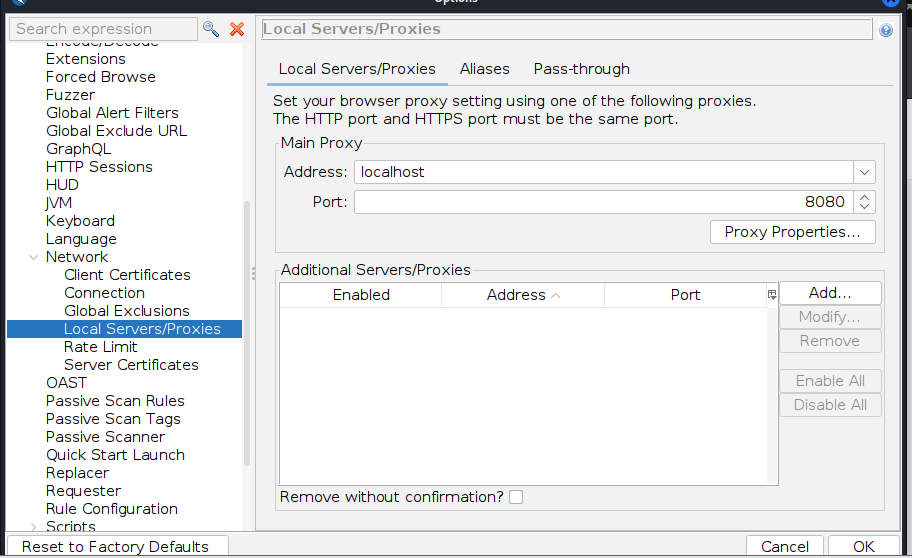 Options
Search expression
Encode/Decode
Extensions
Forced Browse
Fuzzer
Global Alert Filters
Global Exclude URL
GraphQL
HTTP Sessions
HUD
JVM
Keyboard
Language
Network
Client Certificates
Connection
Global Exclusions
Local Servers/Proxies
Rate Limit
Server Certificates
OAST
Passive Scan Rules
Passive Scan Tags
Passive Scanner
Quick Start Launch
Replacer
Requester
Rule Configuration
Scripts
Local Servers/Proxies
Local Servers/Proxies Aliases Pass-through
Set your browser proxy setting using one of the following proxies.
The HTTP port and HTTPS port must be the same port.
Main Proxy
Address: localhost
Port: 8080
Proxy Properties...
Additional Servers/Proxies
Enabled Address Port
Add...
Modify...
Remove
Enable All
Disable All
Remove without confirmation?
Reset to Factory Defaults
Cancel OK